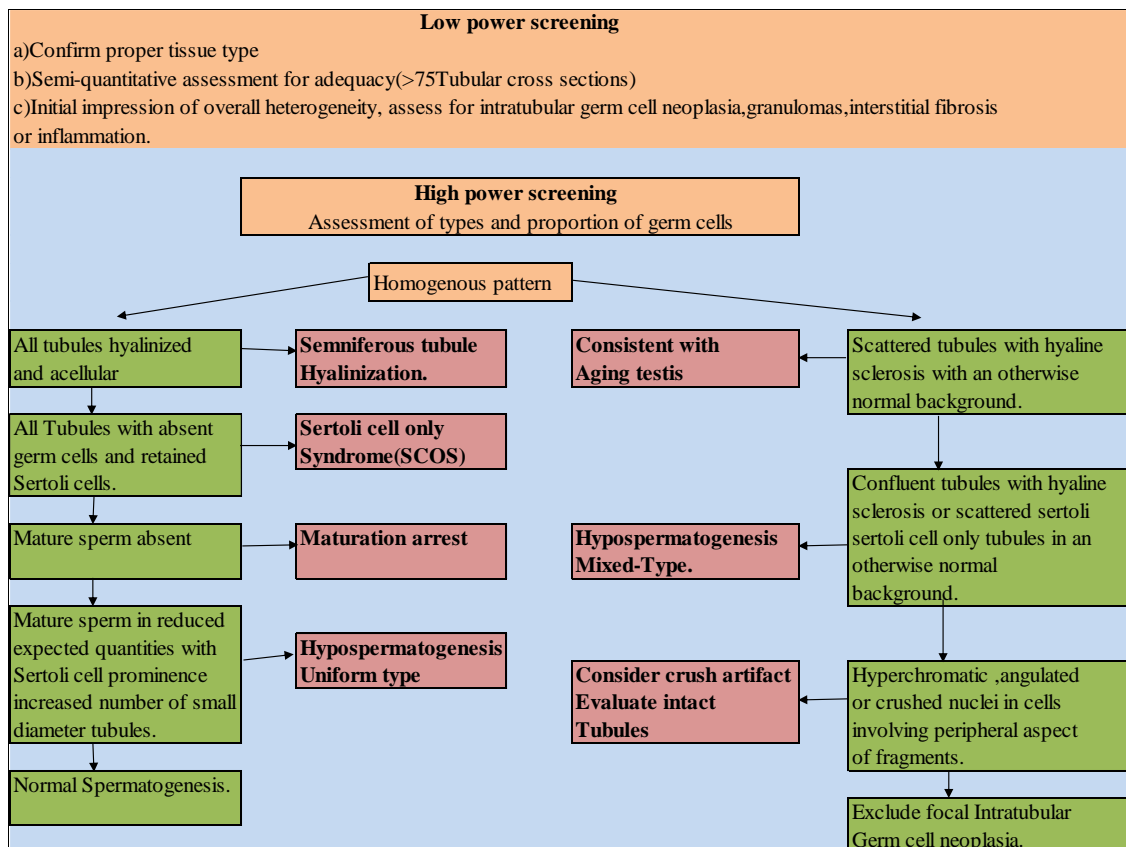 Low power screening
a)Confirm proper tissue type
b)Semi-quantitative assessment for adequacy(>75Tubular cross sections)
c)Initial impression of overall heterogeneity, assess for intratubular germ cell neoplasia,granulomas,interstitial fibrosis
or inflammation.
High power screening
Assessment of types and proportion of germ cells
Homogenous pattern
All tubules hyalinized
and acellular
Semniferous tubule
Hyalinization.
All Tubules with absent
germ cells and retained
Sertoli cells.
Sertoli cell only
Syndrome(SCOS)
Mature sperm absent
Maturation arrest
Mature sperm in reduced
expected quantities with
Sertoli cell prominence
increased number of small
diameter tubules.
Hypospermatogenesis
Uniform type
Normal Spermatogenesis.
Consistent with
Aging testis
Scattered tubules with hyaline
sclerosis with an otherwise
normal background.
Hypospermatogenesis
Mixed-Type.
Confluent tubules with hyaline
sclerosis or scattered sertoli
sertoli cell only tubules in an
otherwise normal
background.
Consider crush artifact
Evaluate intact
Tubules
Hyperchromatic ,angulated
or crushed nuclei in cells
involving peripheral aspect
of fragments.
Exclude focal Intratubular
Germ cell neoplasia.